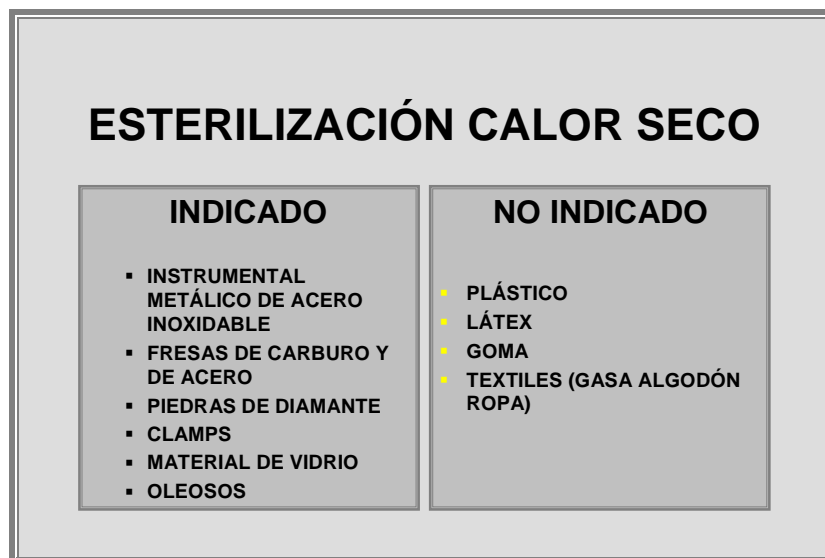 ESTERILIZACIÓN CALOR SECO
INDICADO
▪ INSTRUMENTAL
METÁLICO DE ACERO
INOXIDABLE
▪ FRESAS DE CARBURO Y
DE ACERO
▪ PIEDRAS DE DIAMANTE
▪ CLAMPS
▪ MATERIAL DE VIDRIO
▪ OLEOSOS
NO INDICADO
▪ PLÁSTICO
▪ LÁTEX
▪ GOMA
▪ TEXTILES (GASA ALGODÓN
ROPA)